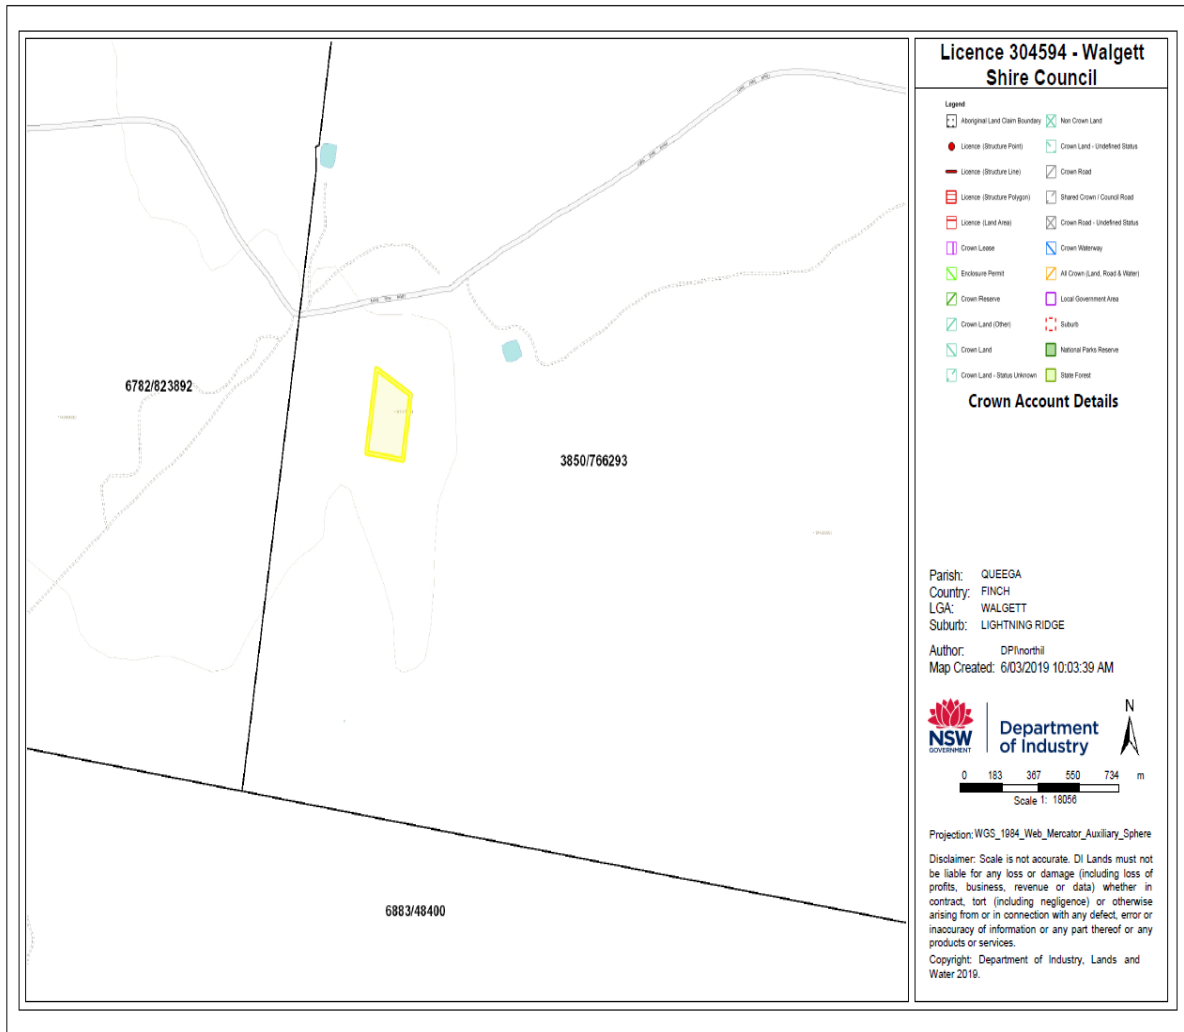 Licence 304594 - Walgett
Shire Council
Legend
Aboriginal Land Claim Boundary
Non Crown Land
Licence (Structure Point)
Crown Land - Undefined Status
Licence (Structure Line)
Crown Road
Licence (Structure Polygon)
Shared Crown / Council Road
Licence (Land Area)
Crown Road - Undefined Status
Crown Lease
Crown Waterway
Enclosure Permit
All Crown (Land, Road & Water)
Crown Reserve
Local Government Area
Crown Land (Other)
Suburb
Crown Land
National Parks Reserve
Crown Land - Status Unknown
State Forest
Crown Account Details
6782/823892
3850/766293
6883/48400
Parish: QUEEGA
Country: FINCH
LGA: WALGETT
Suburb: LIGHTNING RIDGE
Author: DPI\northil
Map Created: 6/03/2019 10:03:39 AM
NSW
GOVERNMENT
Department
of Industry
N
0 183 367 550 734 m
Scale 1: 18056
Projection: WGS_1984_Web_Mercator_Auxiliary_Sphere
Disclaimer: Scale is not accurate. DI Lands must not
be liable for any loss or damage (including loss of
profits, business, revenue or data) whether in
contract, tort (including negligence) or otherwise
arising from or in connection with any defect, error or
inaccuracy of information or any part thereof or any
products or services.
Copyright: Department of Industry, Lands and
Water 2019.